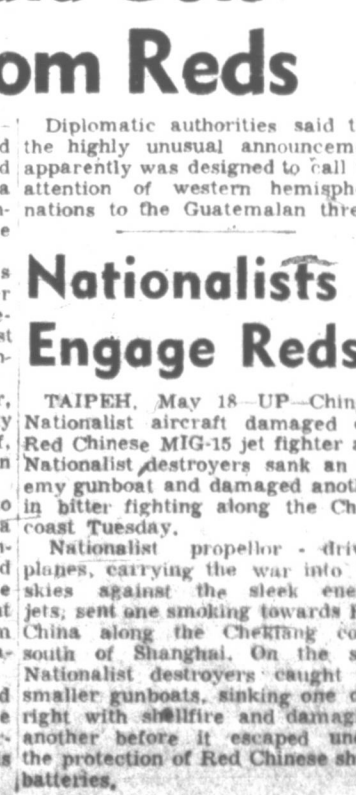 om Reds
Diplomatic authorities said t
the highly unusual announcem
apparently was designed to call
attention of western hemisph
nations to the Guatemalan thre
Nationalists
Engage Reds
TAIPEH, May 18 UP—Chin
Nationalist aircraft damaged
Red Chinese MIG-15 jet fighter a
Nationalist destroyers sank an
emy gunboat and damaged anot
in bitter fighting along the Ch
coast Tuesday.
Nationalist propellor - driv
planes, carrying the war into
skies against the sleek ene
jets, sent one smoking towards
China along the Chekiang co
south of Shanghai. On the s
Nationalist destroyers caught
smaller gunboats, sinking one
right with shellfire and damag
another before it escaped und
the protection of Red Chinese sh
batteries.